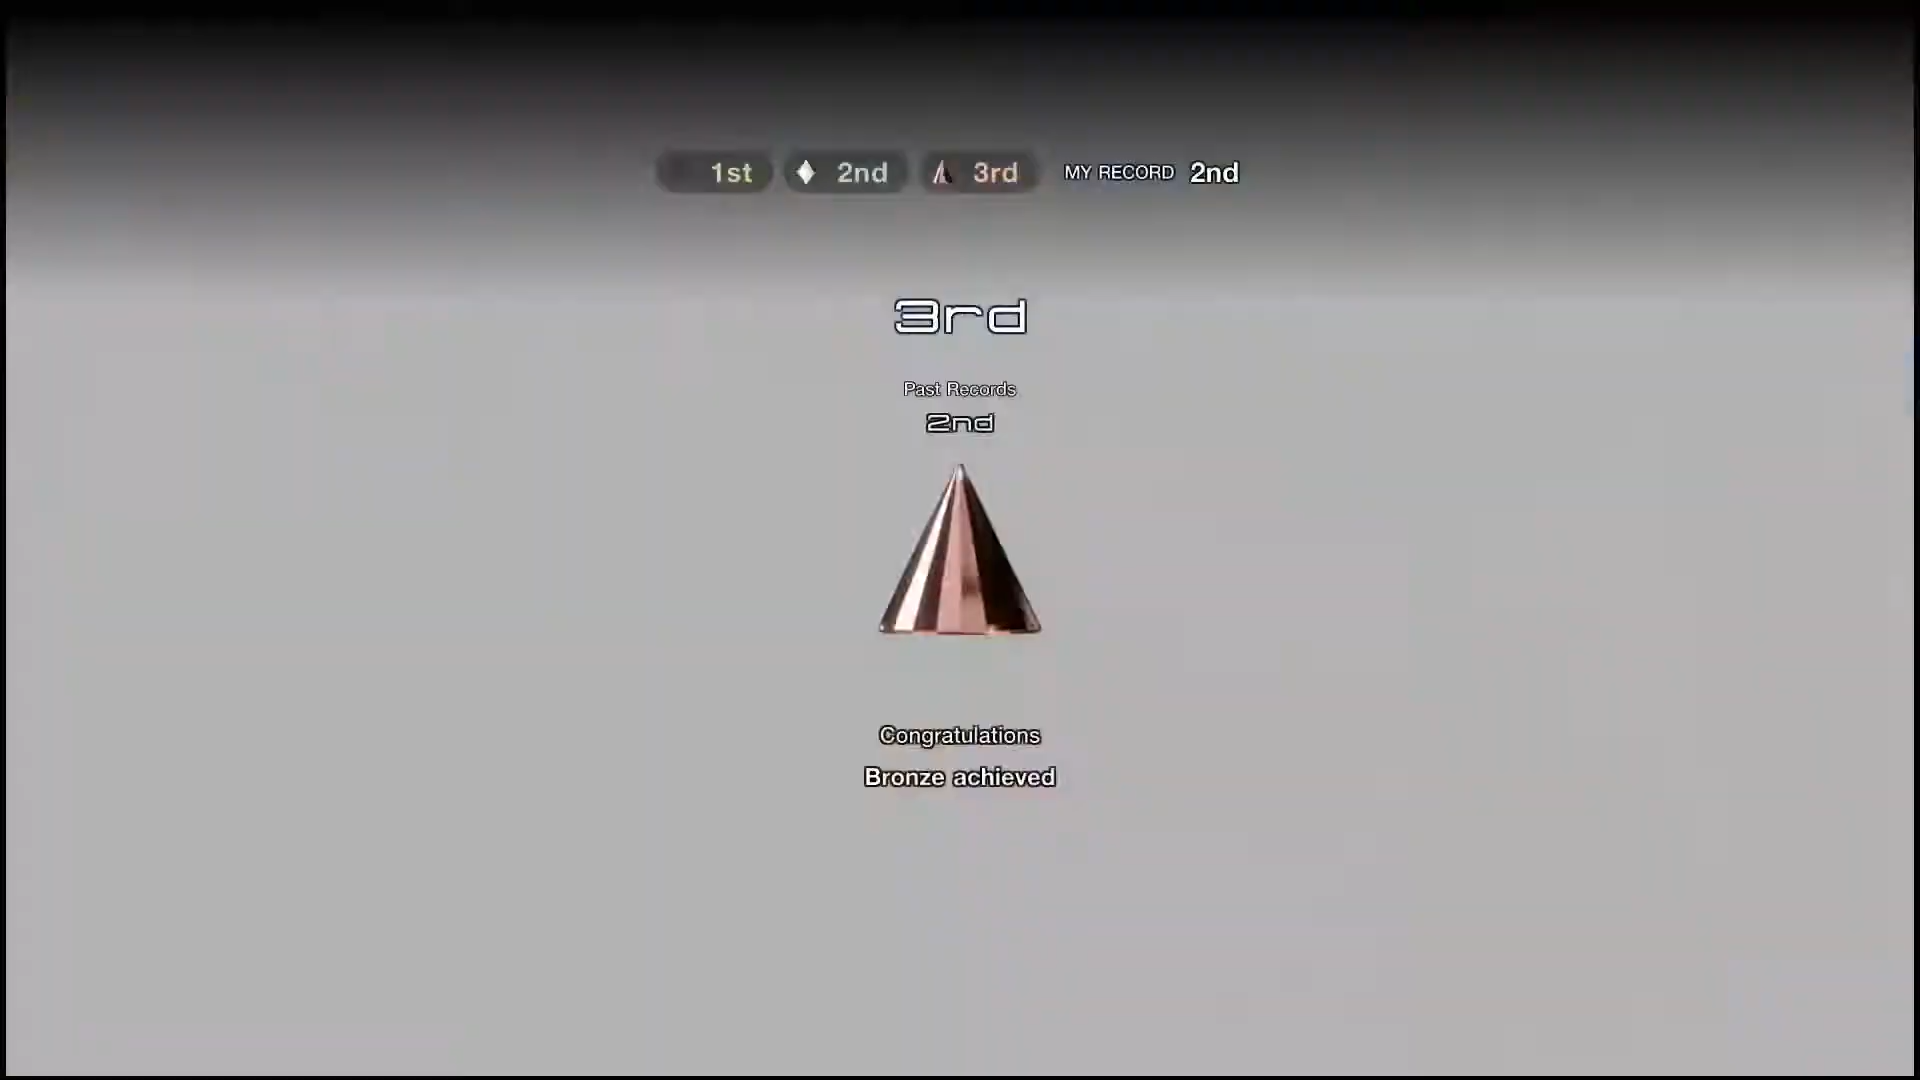 1st 2nd 3rd MY RECORD 2nd
3rd
Past Records
2nd
Congratulations
Bronze achieved